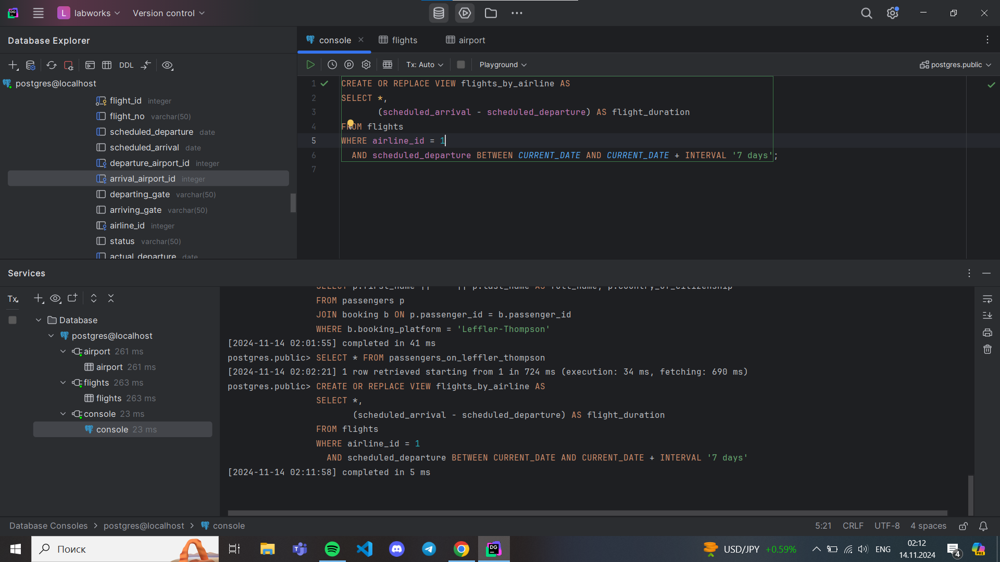 L labworks Version control
Database Explorer
DDL
postgres@localhost
flight_id integer
flight_no varchar(50)
scheduled_departure date
scheduled_arrival date
departure_airport_id integer
arrival_airport_id integer
departing_gate varchar(50)
arriving_gate varchar(50)
airline_id integer
status varchar(50)
actual_departure date
console flights airport
Tx: Auto Playground postgres.public
1 CREATE OR REPLACE VIEW flights_by_airline AS
2 SELECT *,
3 (scheduled_arrival - scheduled_departure) AS flight_duration
4 FROM flights
5 WHERE airline_id = 1
6 AND scheduled_departure BETWEEN CURRENT_DATE AND CURRENT_DATE + INTERVAL '7 days';
7
Services
Tx
Database
postgres@localhost
airport 261 ms
airport 261 ms
flights 263 ms
flights 263 ms
console 23 ms
console 23 ms
SELECT p.first_name || ' ' || p.last_name AS full_name, p.country_of_citizenship
FROM passengers p
JOIN booking b ON p.passenger_id = b.passenger_id
WHERE b.booking_platform = 'Leffler-Thompson'
[2024-11-14 02:01:55] completed in 41 ms
postgres.public> SELECT * FROM passengers_on_leffler_thompson
[2024-11-14 02:02:21] 1 row retrieved starting from 1 in 724 ms (execution: 34 ms, fetching: 690 ms)
postgres.public> CREATE OR REPLACE VIEW flights_by_airline AS
SELECT *,
(scheduled_arrival - scheduled_departure) AS flight_duration
FROM flights
WHERE airline_id = 1
AND scheduled_departure BETWEEN CURRENT_DATE AND CURRENT_DATE + INTERVAL '7 days'
[2024-11-14 02:11:58] completed in 5 ms
Database Consoles > postgres@localhost > console
5:21 CRLF UTF-8 4 spaces
Поиск
USD/JPY +0.59%
ENG
02:12
14.11.2024
4